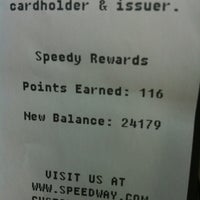 cardholder & issuer.
Speedy Rewards
Points Earned: 116
New Balance: 24179
VISIT US AT
WWW.SPEEDWAY.COM